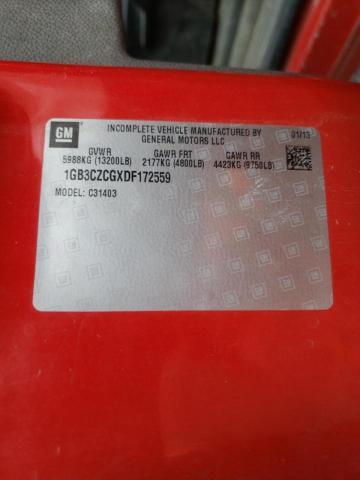 GM
INCOMPLETE VEHICLE MANUFACTURED BY
GENERAL MOTORS LLC
01/13
GVWR GAWR FRT GAWR RR
5988KG (13200LB) 2177KG (4800LB) 4423KG (9750LB)
1GB3CZCGXDF172559
MODEL: C31403